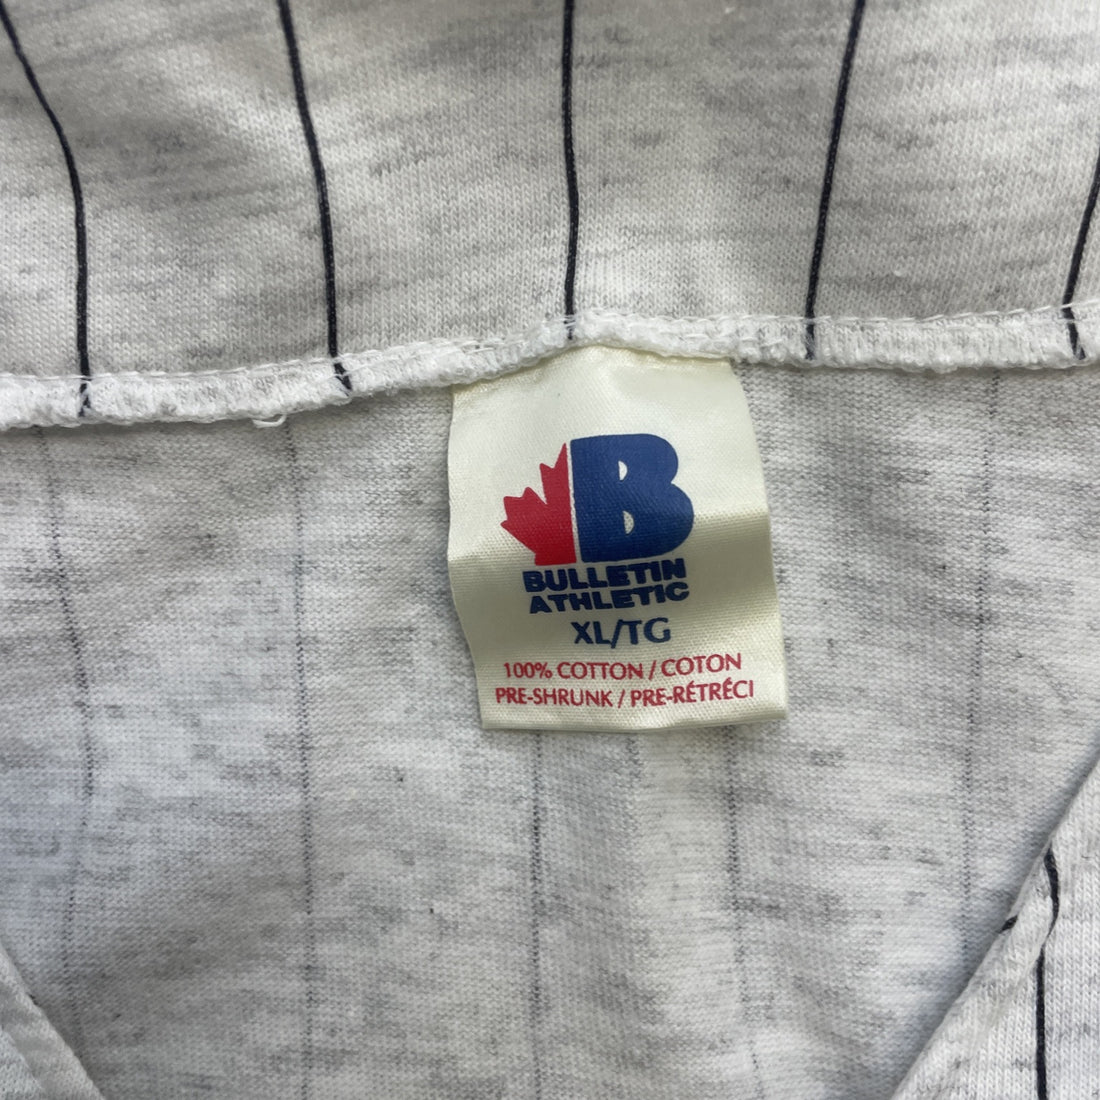 B
BULLETIN
ATHLETIC
XL/TG
100% COTTON / COTON
PRE-SHRUNK / PRE-RÉTRÉCI